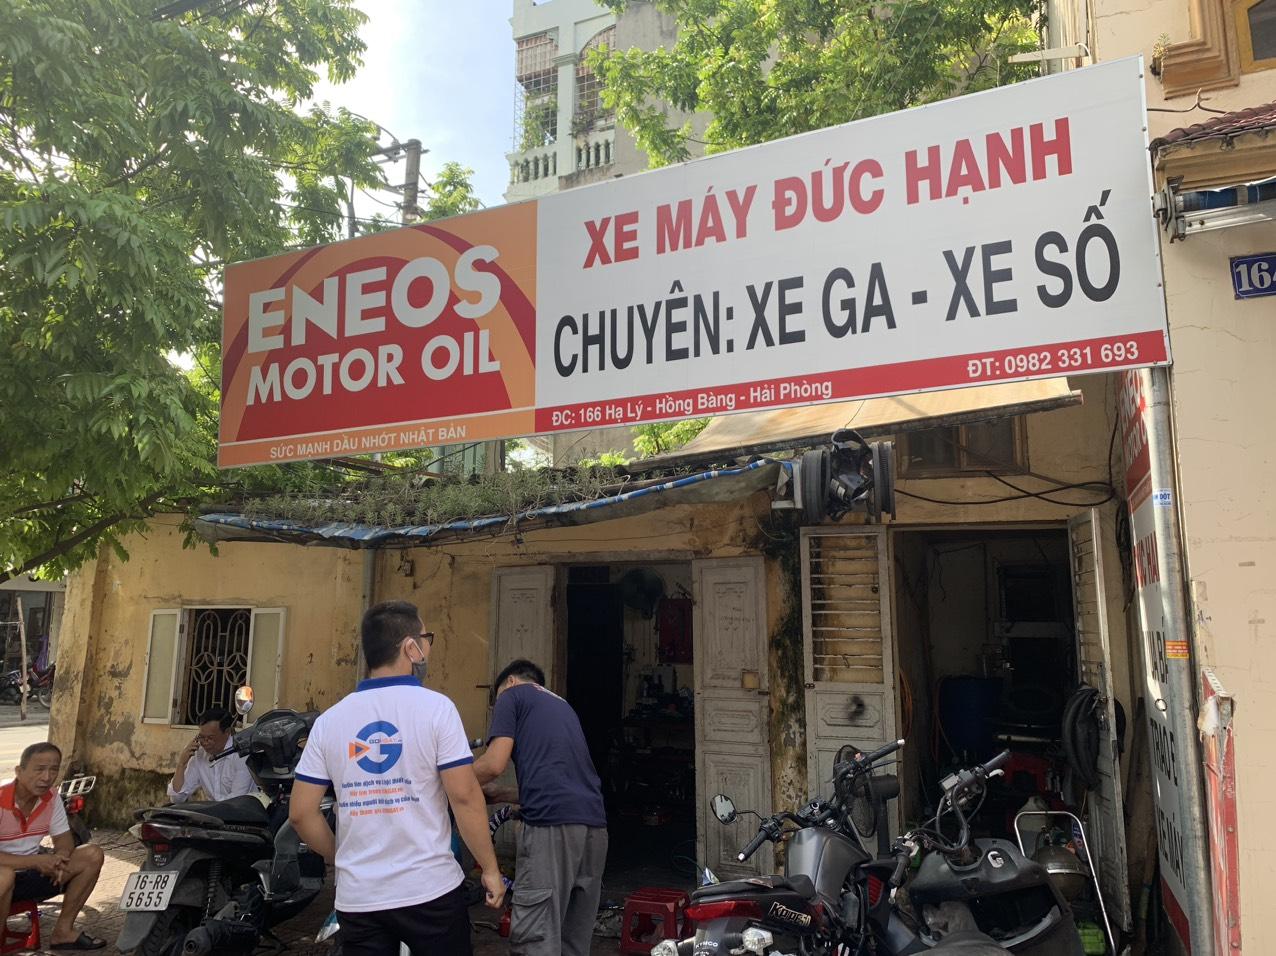 ENEOS
MOTOR OIL
SỨC MẠNH DẦU NHỚT NHẬT BẢN
XE MÁY ĐỨC HẠNH
CHUYÊN: XE GA - XE SỐ
ĐC: 166 Hạ Lý - Hồng Bàng - Hải Phòng
ĐT: 0982 331 693
164
G
16-R8
5655
KYMCO